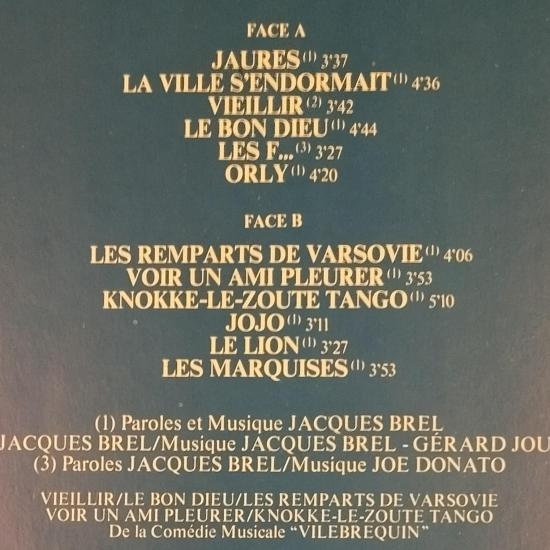 FACE A
JAURES (1) 3'37
LA VILLE S'ENDORMAIT (1) 4'36
VIEILLIR (2) 3'42
LE BON DIEU (1) 4'44
LES F... (3) 3'27
ORLY (1) 4'20
FACE B
LES REMPARTS DE VARSOVIE (1) 4'06
VOIR UN AMI PLEURER (1) 3'53
KNOKKE-LE-ZOUTE TANGO (1) 5'10
JOJO (1) 3'11
LE LION (1) 3'27
LES MARQUISES (1) 3'53
(1) Paroles et Musique JACQUES BREL
JACQUES BREL/Musique JACQUES BREL - GÉRARD JOU
(3) Paroles JACQUES BREL/Musique JOE DONATO
VIEILLIR/LE BON DIEU/LES REMPARTS DE VARSOVIE
VOIR UN AMI PLEURER/KNOKKE-LE-ZOUTE TANGO
De la Comédie Musicale "VILEBREQUIN"